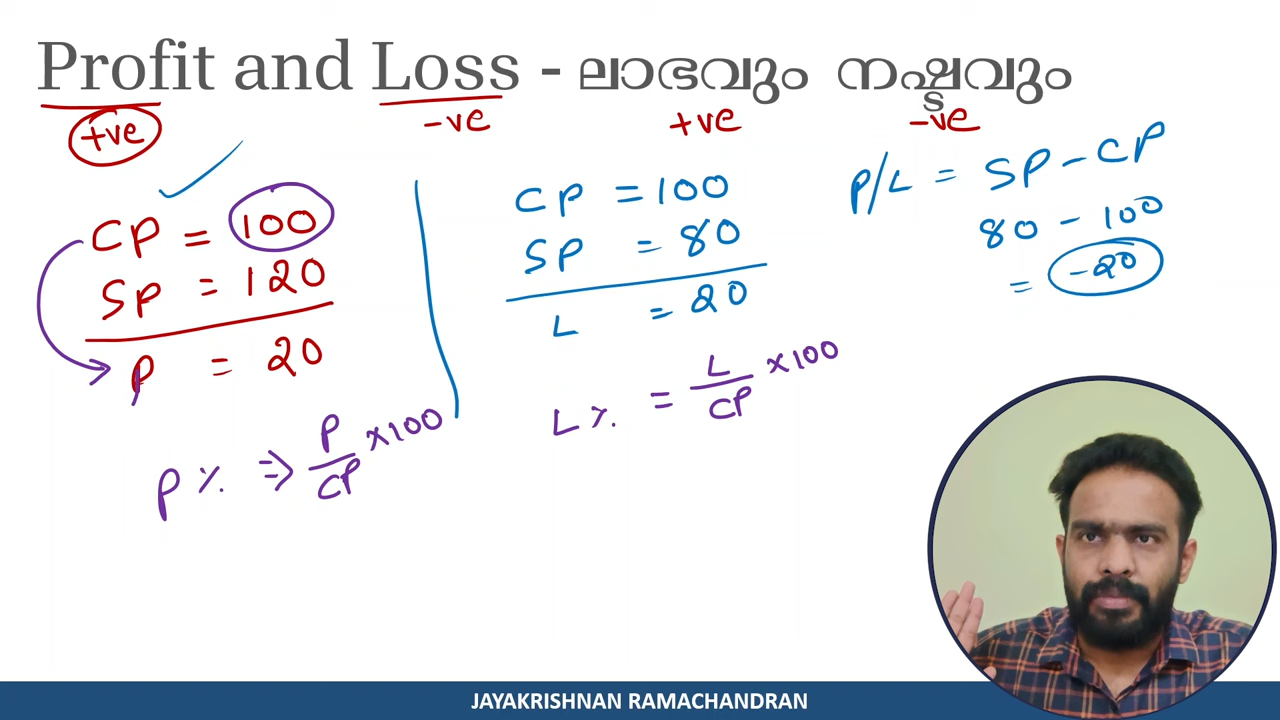 Profit and Loss - ലാഭവും നഷ്ടവും
+ve
-ve
+ve
-ve
CP = 100
SP = 120
P = 20
P % ⇒ P/CP × 100
CP = 100
SP = 80
L = 20
L % = L/CP × 100
P/L = SP - CP
80 - 100
= -20
JAYAKRISHNAN RAMACHANDRAN